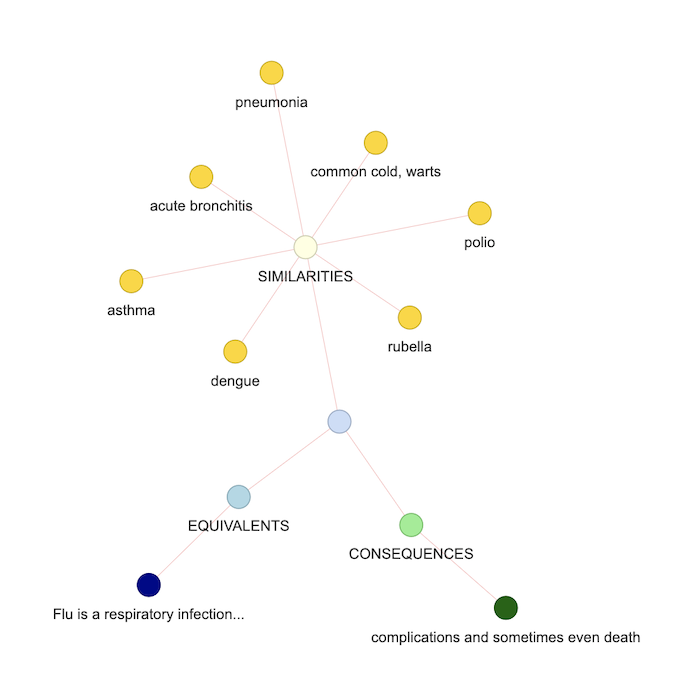 pneumonia
common cold, warts
acute bronchitis
polio
SIMILARITIES
asthma
rubella
dengue
EQUIVALENTS
CONSEQUENCES
Flu is a respiratory infection...
complications and sometimes even death